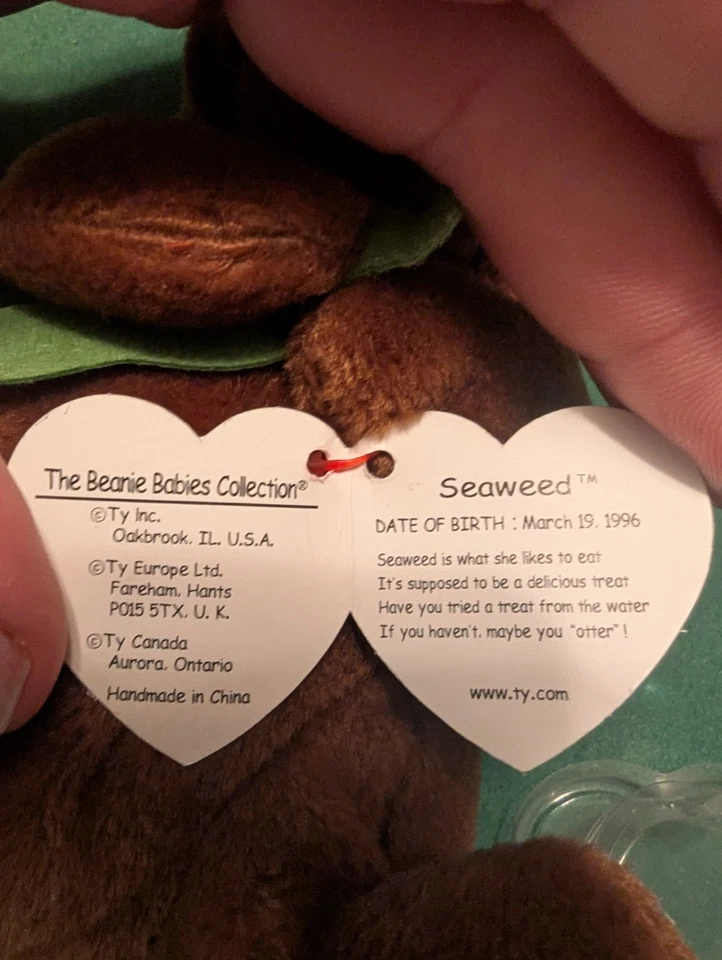 The Beanie Babies Collection®
©Ty Inc.
Oakbrook, IL. U.S.A.
©Ty Europe Ltd.
Fareham, Hants
PO15 5TX, U. K.
©Ty Canada
Aurora, Ontario
Handmade in China
Seaweed™
DATE OF BIRTH : March 19, 1996
Seaweed is what she likes to eat
It's supposed to be a delicious treat
Have you tried a treat from the water
If you haven't, maybe you "otter" !
www.ty.com